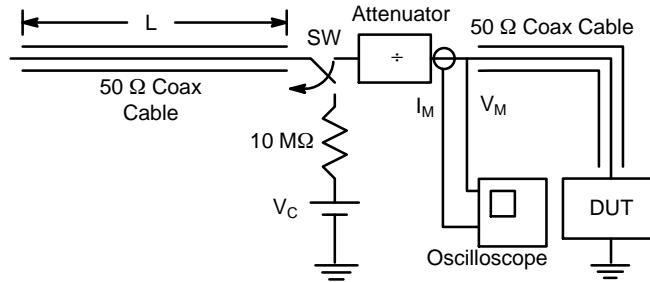 L
SW
Attenuator
÷
50 Ω Coax Cable
50 Ω Coax
Cable
I_M
V_M
10 MΩ
V_C
DUT
Oscilloscope